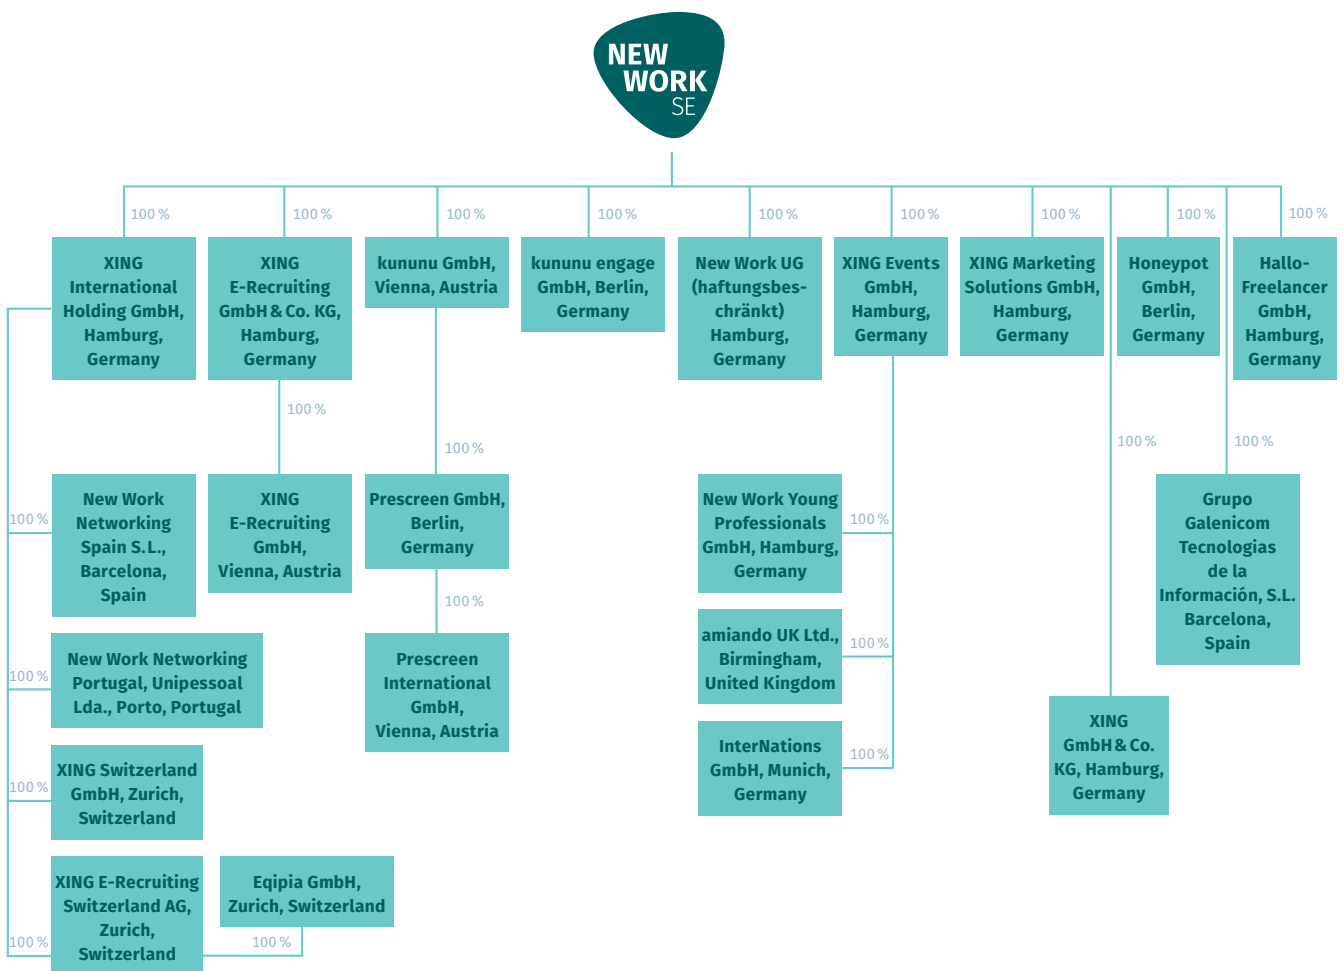 NEW
WORK
SE
100 %
100 %
100 %
100 %
100 %
100 %
100 %
100 %
100 %
XING
International
Holding GmbH,
Hamburg,
Germany
XING
E-Recruiting
GmbH & Co. KG,
Hamburg,
Germany
kununu GmbH,
Vienna, Austria
kununu engage
GmbH, Berlin,
Germany
New Work UG
(haftungsbes-
chränkt)
Hamburg,
Germany
XING Events
GmbH,
Hamburg,
Germany
XING Marketing
Solutions GmbH,
Hamburg,
Germany
Honeypot
GmbH,
Berlin,
Germany
Hallo-
Freelancer
GmbH,
Hamburg,
Germany
100 %
100 %
100 %
100 %
100 %
New Work
Networking
Spain S.L.,
Barcelona,
Spain
XING
E-Recruiting
GmbH,
Vienna, Austria
Prescreen GmbH,
Berlin,
Germany
New Work Young
Professionals
GmbH, Hamburg,
Germany
100 %
Grupo
Galenicom
Tecnologias
de la
Información, S.L.
Barcelona,
Spain
100 %
100 %
New Work Networking
Portugal, Unipessoal
Lda., Porto, Portugal
Prescreen
International
GmbH,
Vienna, Austria
amiando UK Ltd.,
Birmingham,
United Kingdom
100 %
100 %
XING Switzerland
GmbH, Zurich,
Switzerland
InterNations
GmbH, Munich,
Germany
100 %
XING
GmbH & Co.
KG, Hamburg,
Germany
100 %
XING E-Recruiting
Switzerland AG,
Zurich,
Switzerland
100 %
Eqipia GmbH,
Zurich, Switzerland
100 %